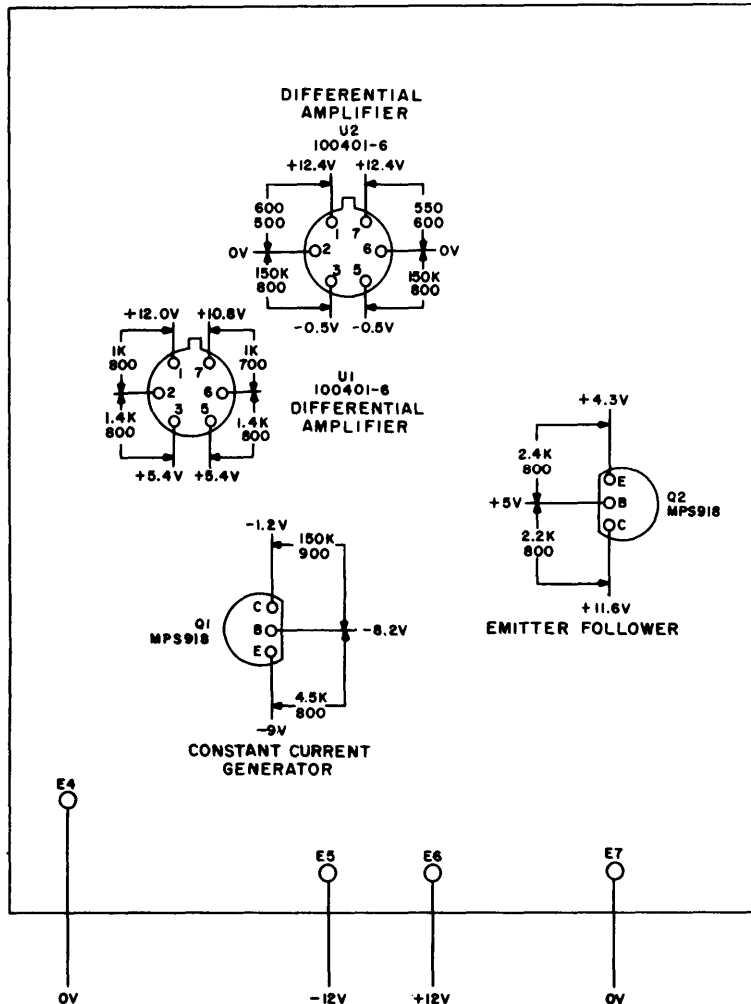 DIFFERENTIAL
AMPLIFIER
U2
100401-6
+12.4V +12.4V
600
500
550
600
1 7
0V 2 6 0V
150K
800
3 5
150K
800
-0.5V -0.5V
+12.0V +10.8V
1K
800
1 7
1K
700
2 6
1.4K
800
3 5
1.4K
800
+5.4V +5.4V
U1
100401-6
DIFFERENTIAL
AMPLIFIER
+4.3V
2.4K
800
E
+5V B
C
Q2
MPS918
2.2K
800
+11.6V
EMITTER FOLLOWER
-1.2V
150K
900
C
Q1
MPS918
B -8.2V
E
4.5K
800
-9V
CONSTANT CURRENT
GENERATOR
E4
E5 E6 E7
0V -12V +12V 0V